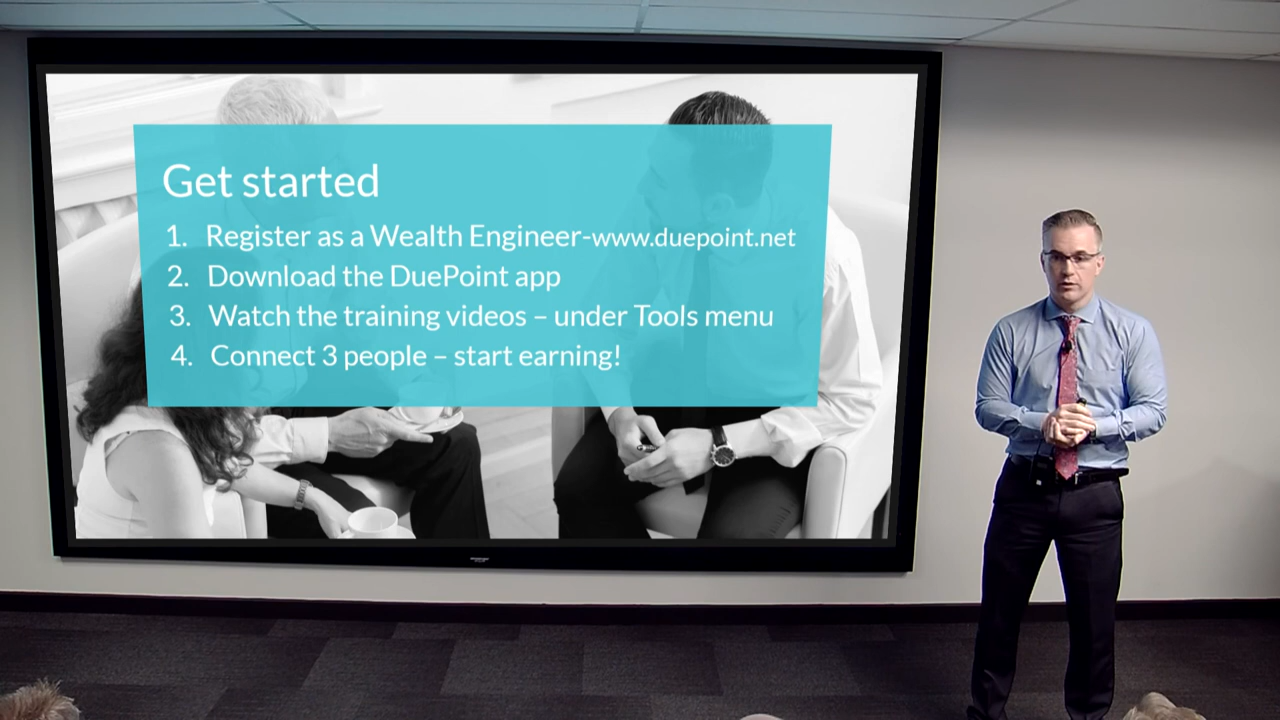 Get started
1. Register as a Wealth Engineer-www.duepoint.net
2. Download the DuePoint app
3. Watch the training videos – under Tools menu
4. Connect 3 people – start earning!